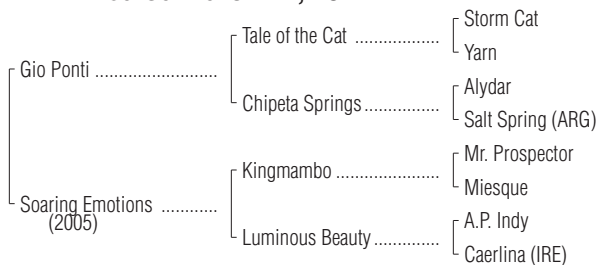 Storm Cat
Tale of the Cat ..................
Yarn
Gio Ponti ..........................
Alydar
Chipeta Springs ................
Salt Spring (ARG)
Mr. Prospector
Kingmambo ......................
Miesque
Soaring Emotions ............
(2005)
A.P. Indy
Luminous Beauty ..............
Caerlina (IRE)